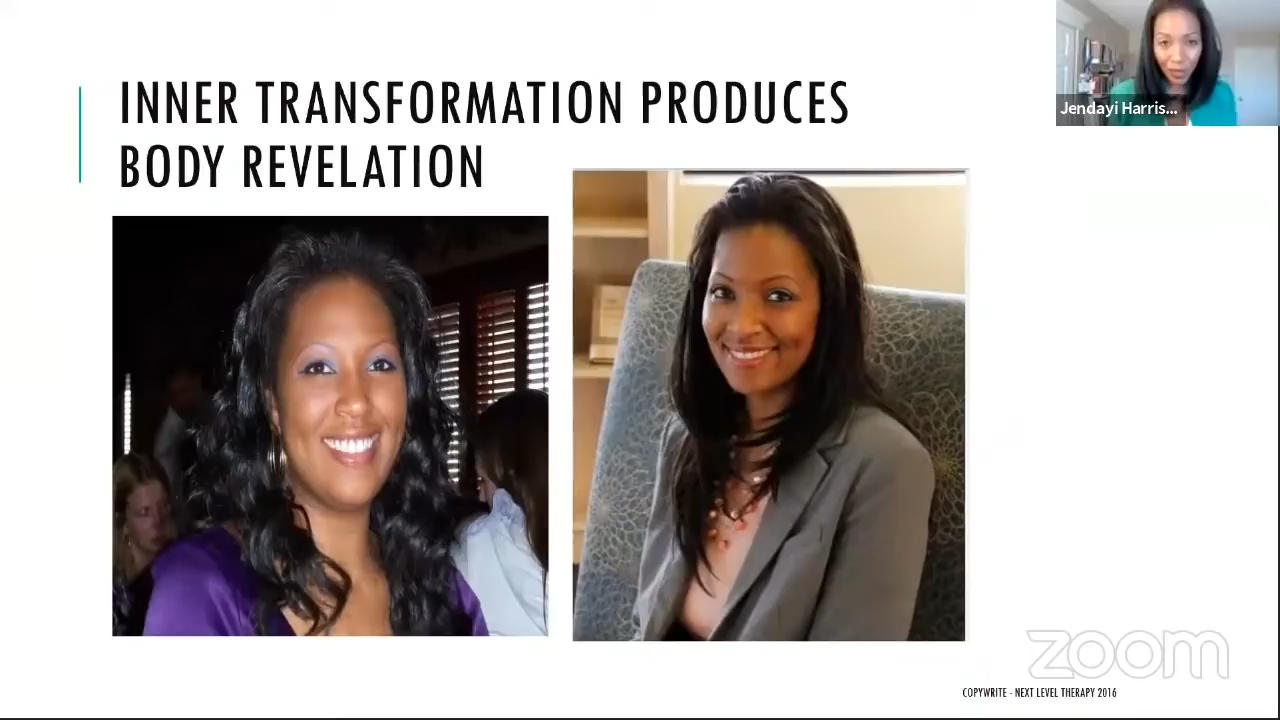 INNER TRANSFORMATION PRODUCES
BODY REVELATION
Jendayi Harris...
zoom
COPYWRITE - NEXT LEVEL THERAPY 2016